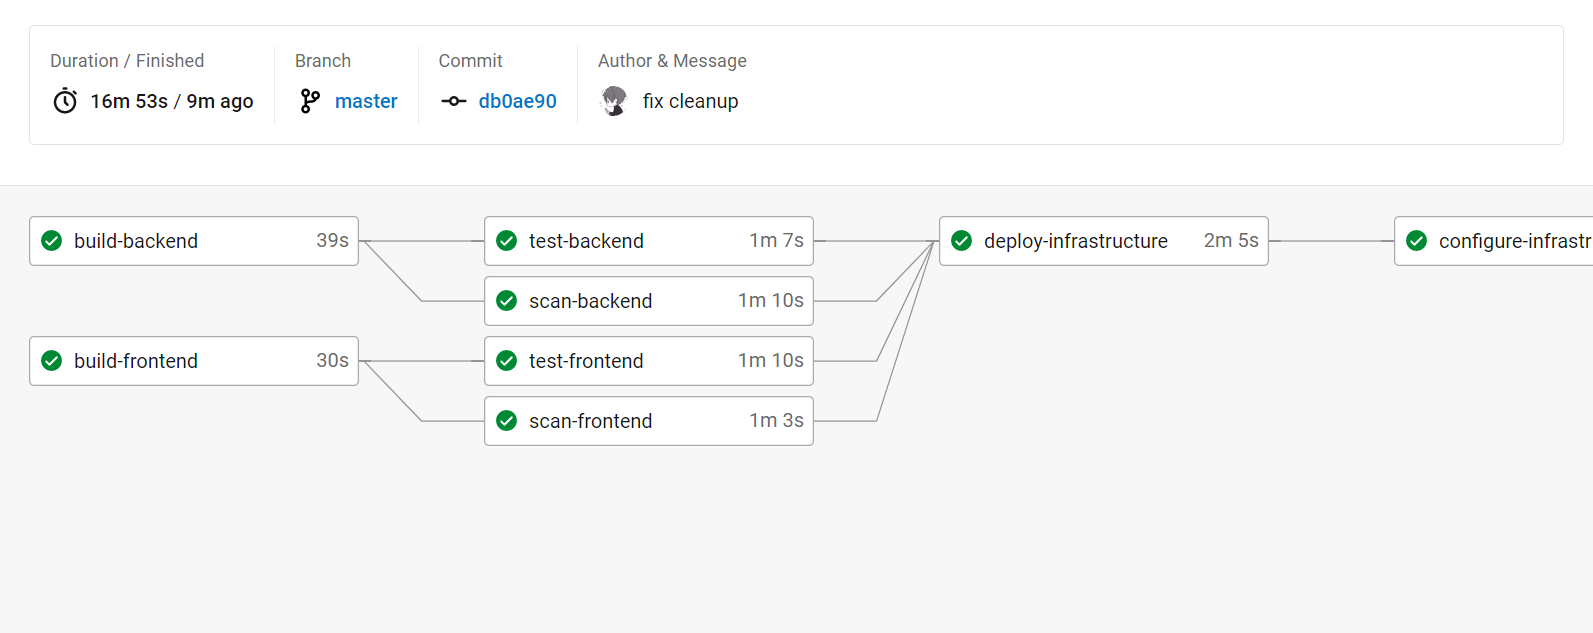 Duration / Finished
16m 53s / 9m ago
Branch
master
Commit
db0ae90
Author & Message
fix cleanup
build-backend 39s
test-backend 1m 7s
deploy-infrastructure 2m 5s
configure-infrastr
scan-backend 1m 10s
build-frontend 30s
test-frontend 1m 10s
scan-frontend 1m 3s